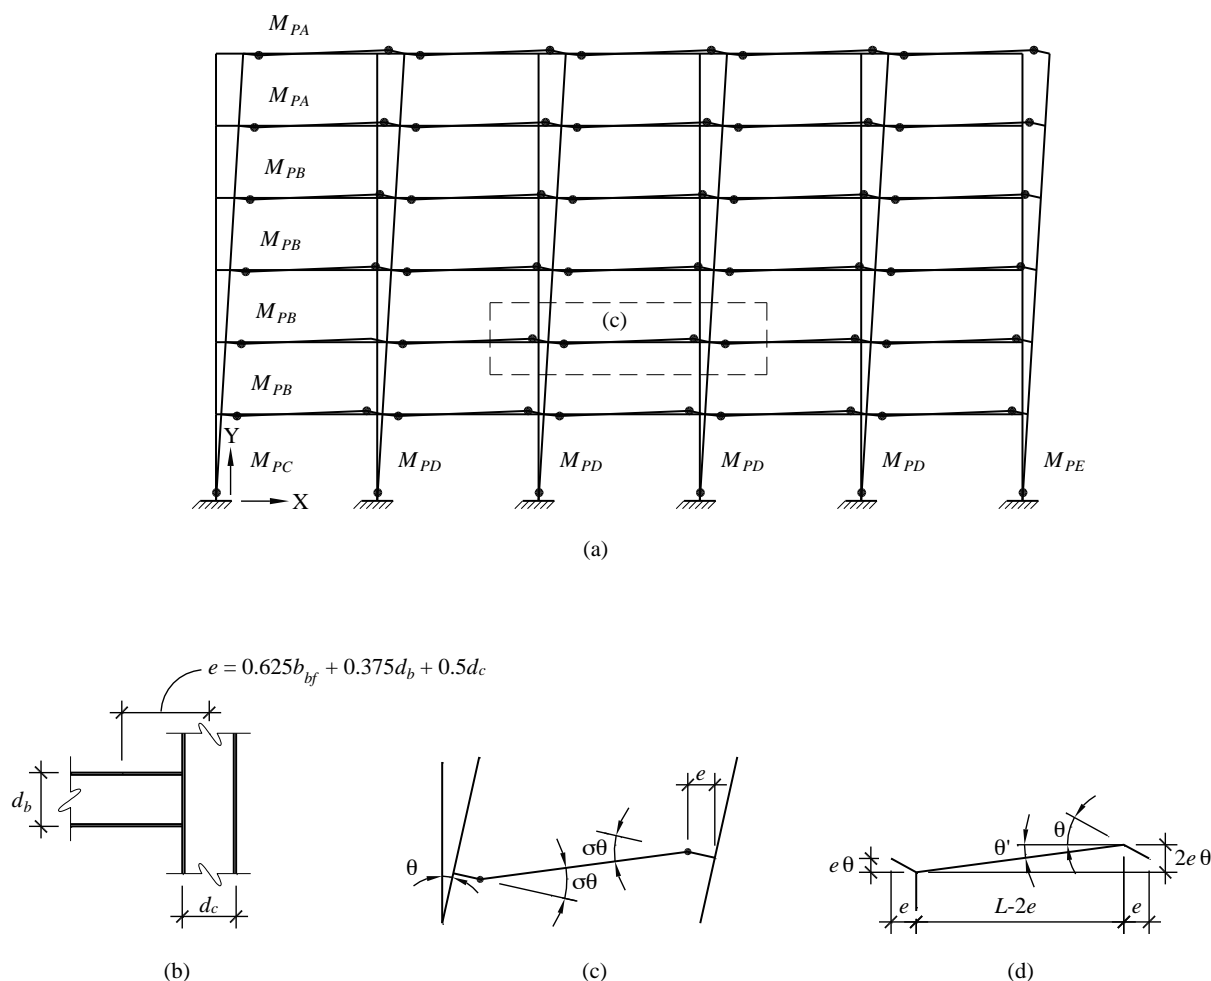 M_PA
M_PA
M_PB
M_PB
M_PB
(c)
M_PB
Y
M_PC M_PD M_PD M_PD M_PD M_PE
X
(a)
e = 0.625b_bf + 0.375d_b + 0.5d_c
d_b
d_c
(b)
e
θ
σθ
σθ
(c)
θ
θ'
eθ
2eθ
e
L-2e
e
(d)